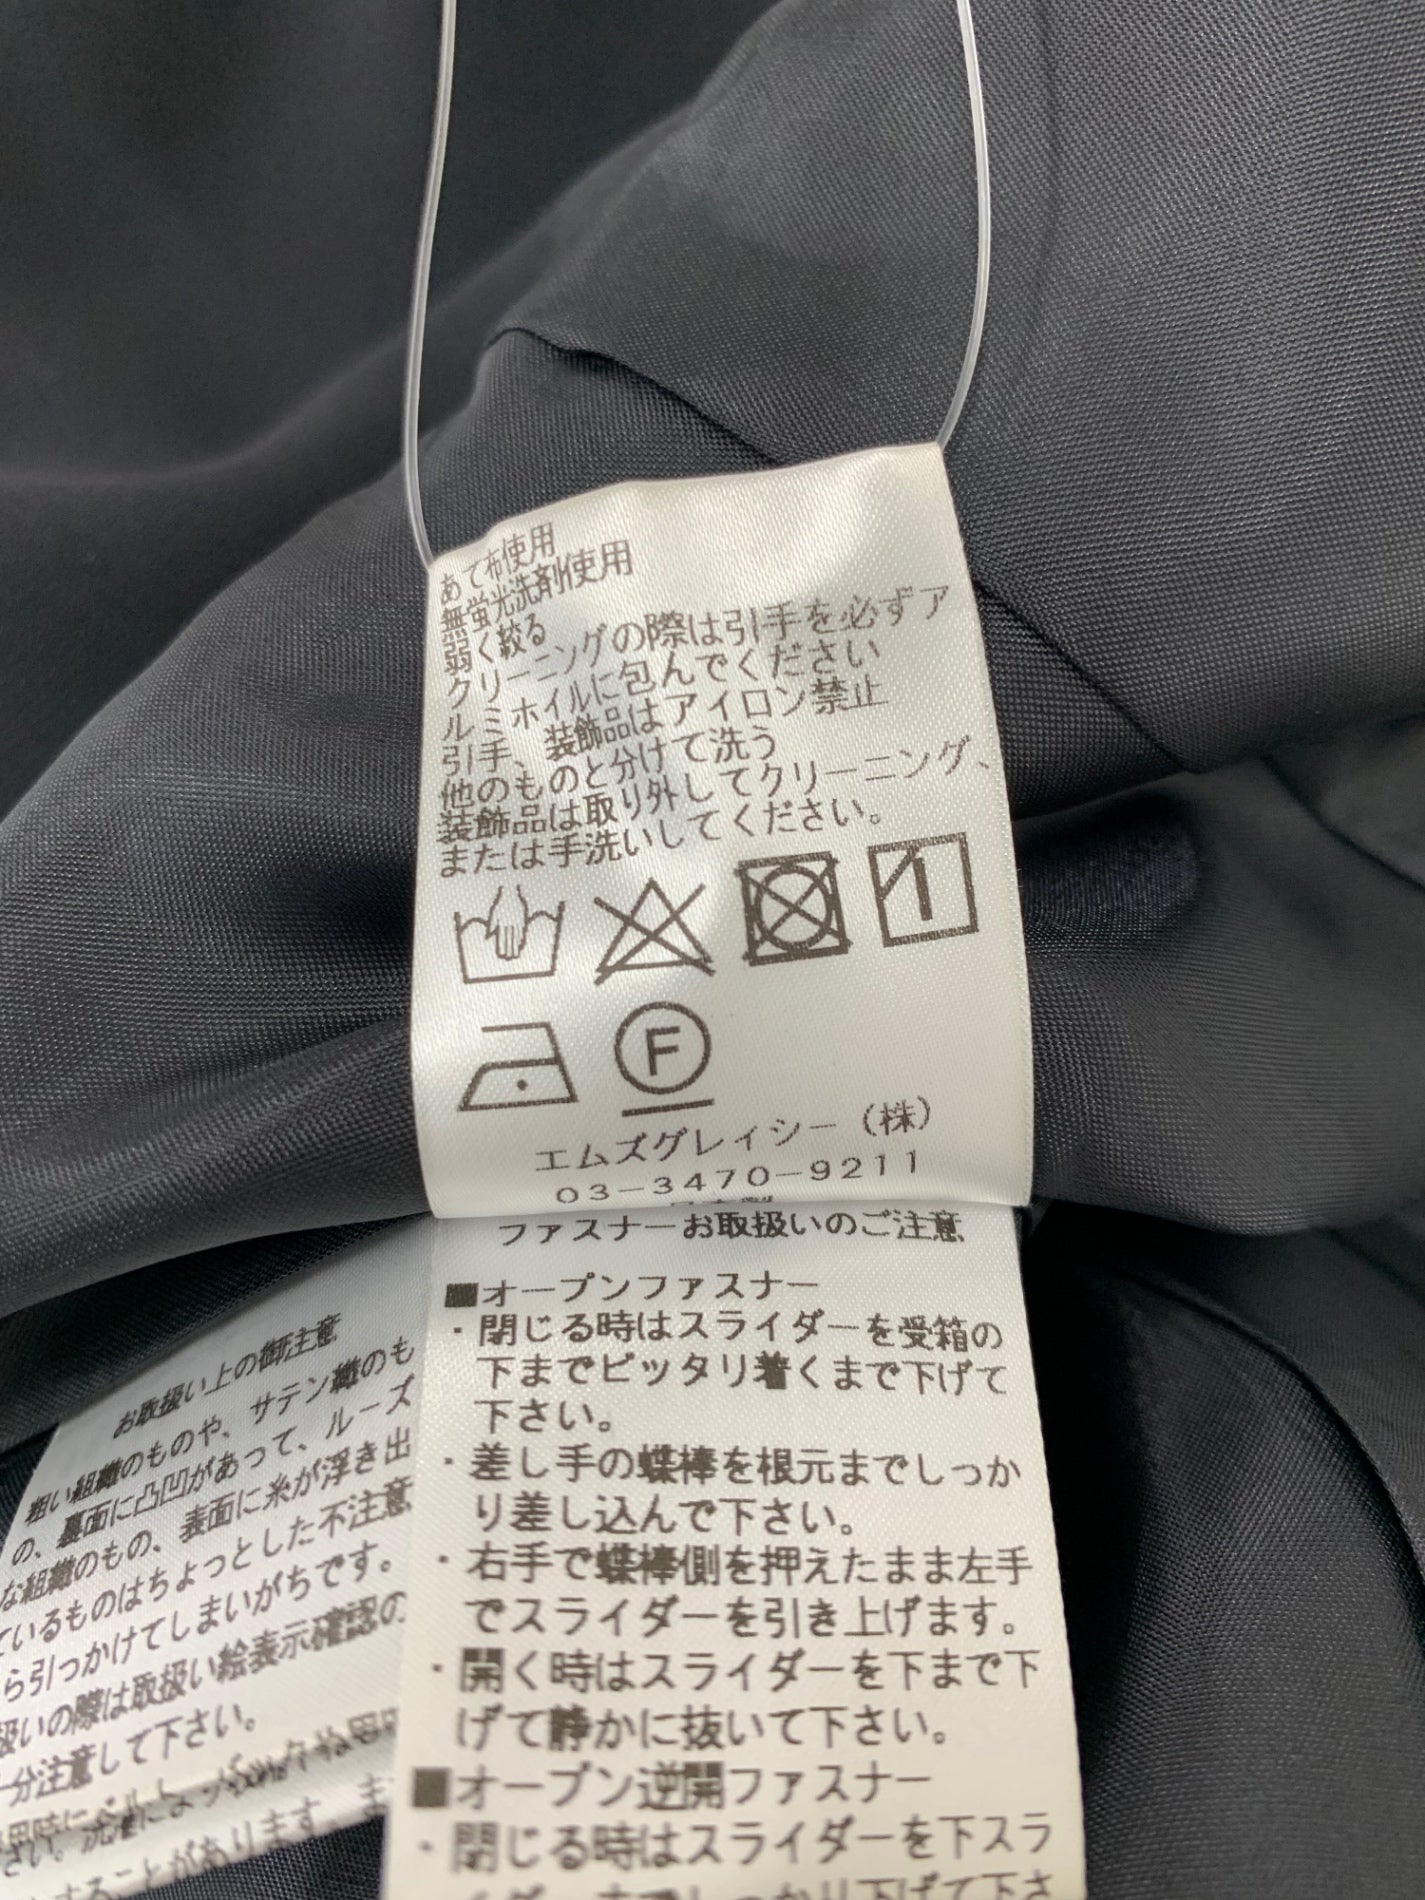 あて布使用
無蛍光洗剤使用
弱く絞る
クリーニングの際は引手を必ずア
ルミホイルに包んでください
引手、装飾品はアイロン禁止
他のものと分けて洗う
装飾品は取り外してクリーニング、
または手洗いしてください。
F
エムズグレィシー（株）
03-3470-9211
ファスナーお取扱いのご注意
■オープンファスナー
・閉じる時はスライダーを受箱の
下までピッタリ着くまで下げて
下さい。
・差し手の蝶棒を根元までしっか
り差し込んで下さい。
・右手で蝶棒側を押えたまま左手
でスライダーを引き上げます。
・開く時はスライダーを下まで下
げて静かに抜いて下さい。
■オープン逆開ファスナー
・閉じる時はスライダーを下スラ
お取扱い上の御注意
粗い組織のものや、サテン織のも
の、裏面に凸凹があって、ルーズ
な組織のもの、表面に糸が浮き出
ているものはちょっとした不注意
ら引っかけてしまいがちです。
扱いの際は取扱い絵表示確認の
分注意して下さい。